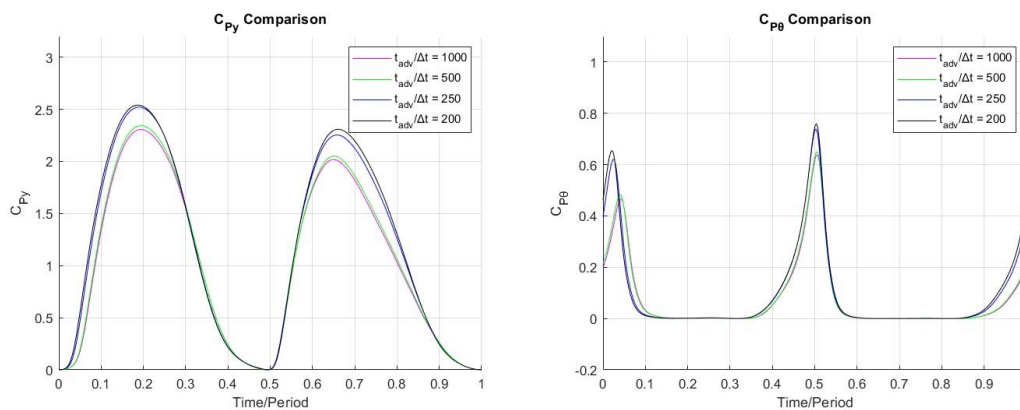 C_Py Comparison
3
2.5
2
1.5
1
0.5
0
C_Py
0 0.1 0.2 0.3 0.4 0.5 0.6 0.7 0.8 0.9 1
Time/Period
t_adv/Δt = 1000
t_adv/Δt = 500
t_adv/Δt = 250
t_adv/Δt = 200
C_Pθ Comparison
1
0.8
0.6
0.4
0.2
0
-0.2
C_Pθ
0 0.1 0.2 0.3 0.4 0.5 0.6 0.7 0.8 0.9
Time/Period
t_adv/Δt = 1000
t_adv/Δt = 500
t_adv/Δt = 250
t_adv/Δt = 200